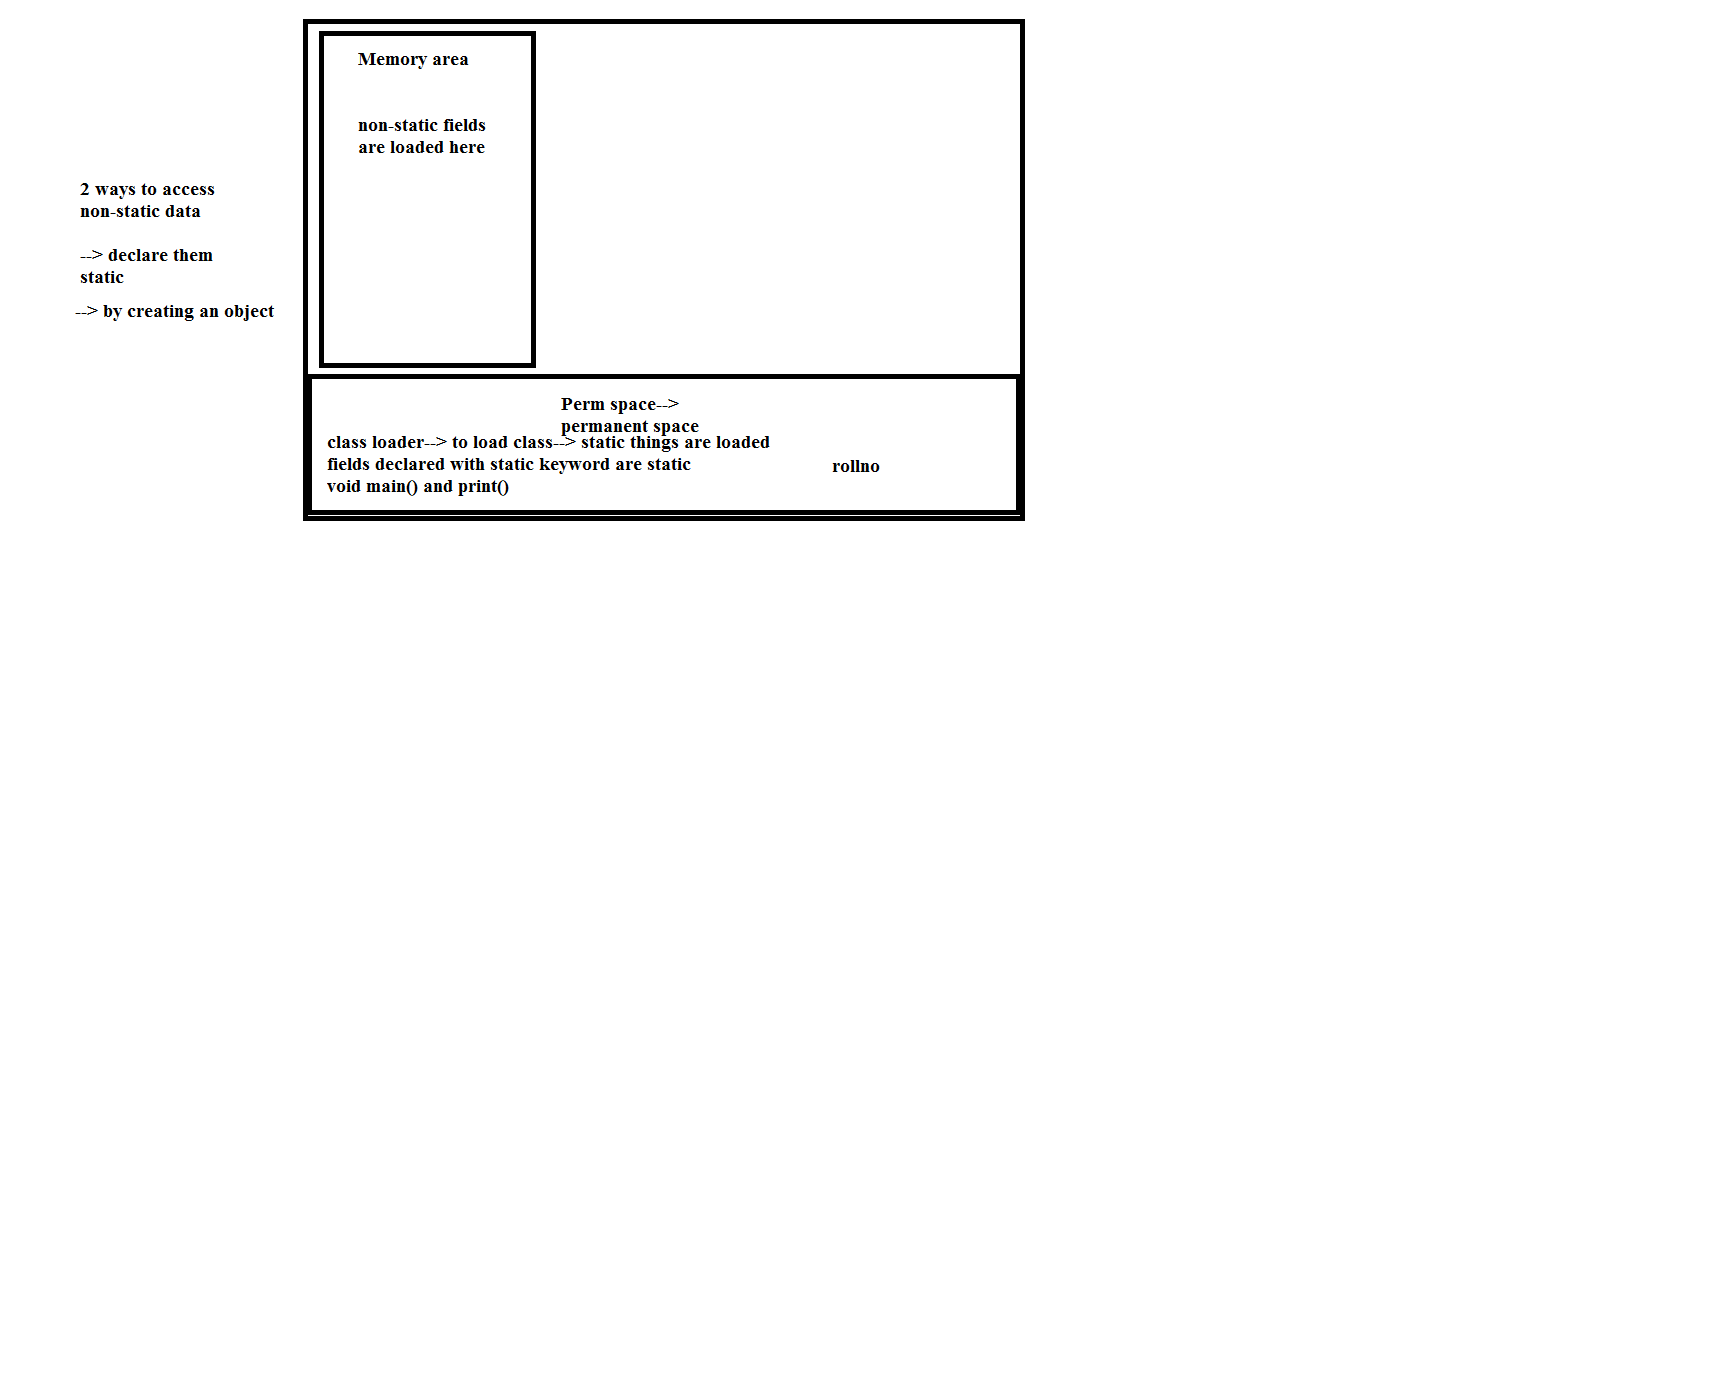 Memory area
non-static fields
are loaded here
2 ways to access
non-static data
--> declare them
static
--> by creating an object
Perm space-->
permanent space
class loader--> to load class--> static things are loaded
fields declared with static keyword are static
void main() and print()
rollno